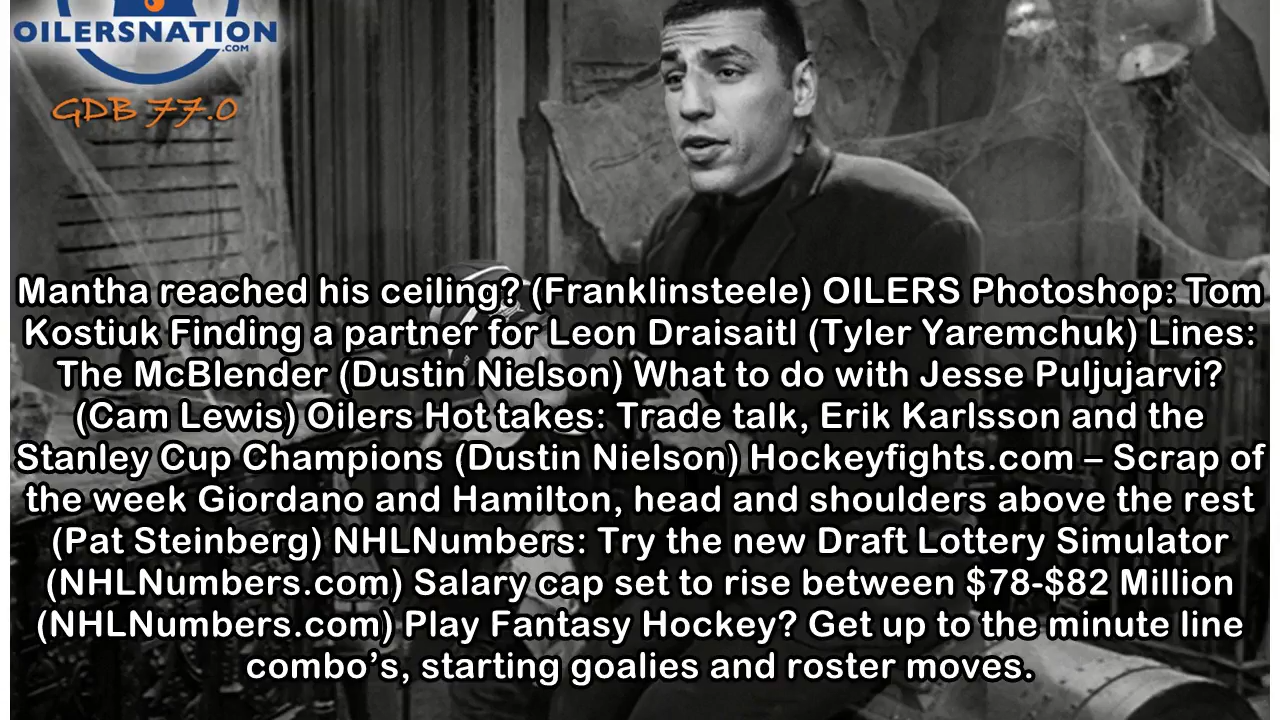 OILERSNATION
.COM
GDB 77.0
Mantha reached his ceiling? (Franklinsteele) OILERS Photoshop: Tom
Kostiuk Finding a partner for Leon Draisaitl (Tyler Yaremchuk) Lines:
The McBlender (Dustin Nielson) What to do with Jesse Puljujarvi?
(Cam Lewis) Oilers Hot takes: Trade talk, Erik Karlsson and the
Stanley Cup Champions (Dustin Nielson) Hockeyfights.com – Scrap of
the week Giordano and Hamilton, head and shoulders above the rest
(Pat Steinberg) NHLNumbers: Try the new Draft Lottery Simulator
(NHLNumbers.com) Salary cap set to rise between $78-$82 Million
(NHLNumbers.com) Play Fantasy Hockey? Get up to the minute line
combo’s, starting goalies and roster moves.